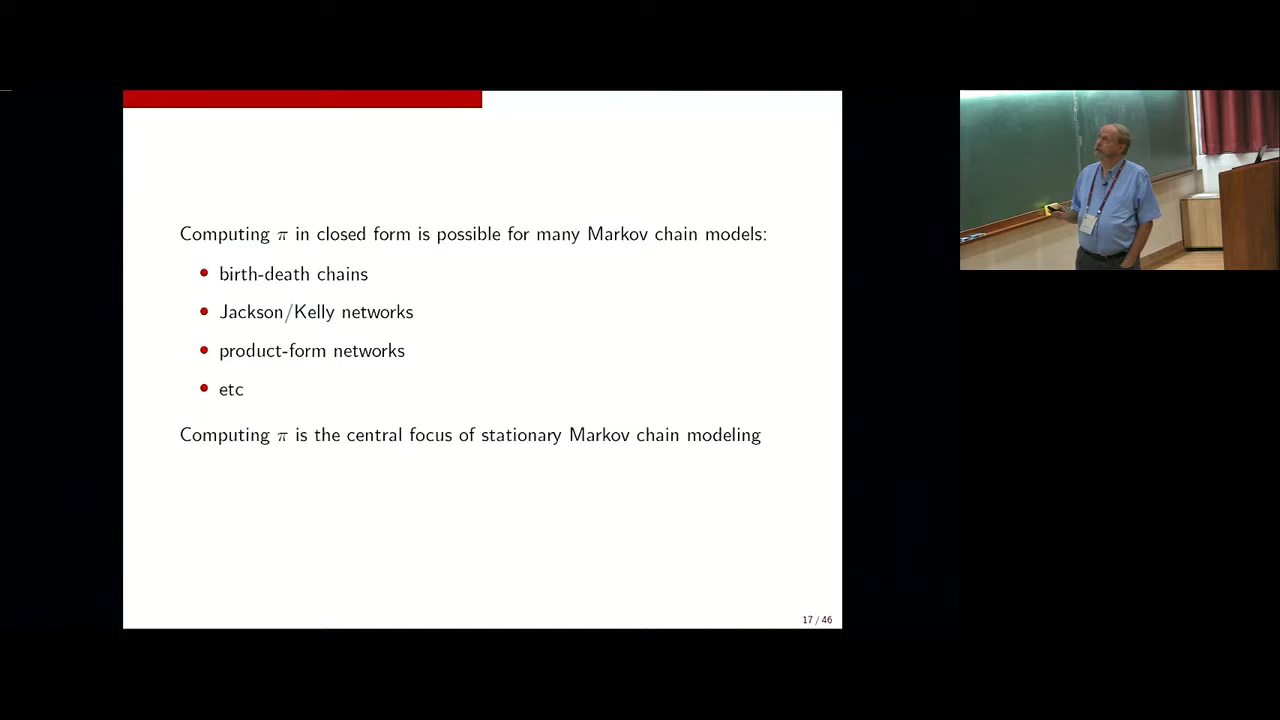 Computing π in closed form is possible for many Markov chain models:
• birth-death chains
• Jackson/Kelly networks
• product-form networks
• etc
Computing π is the central focus of stationary Markov chain modeling
17 / 46